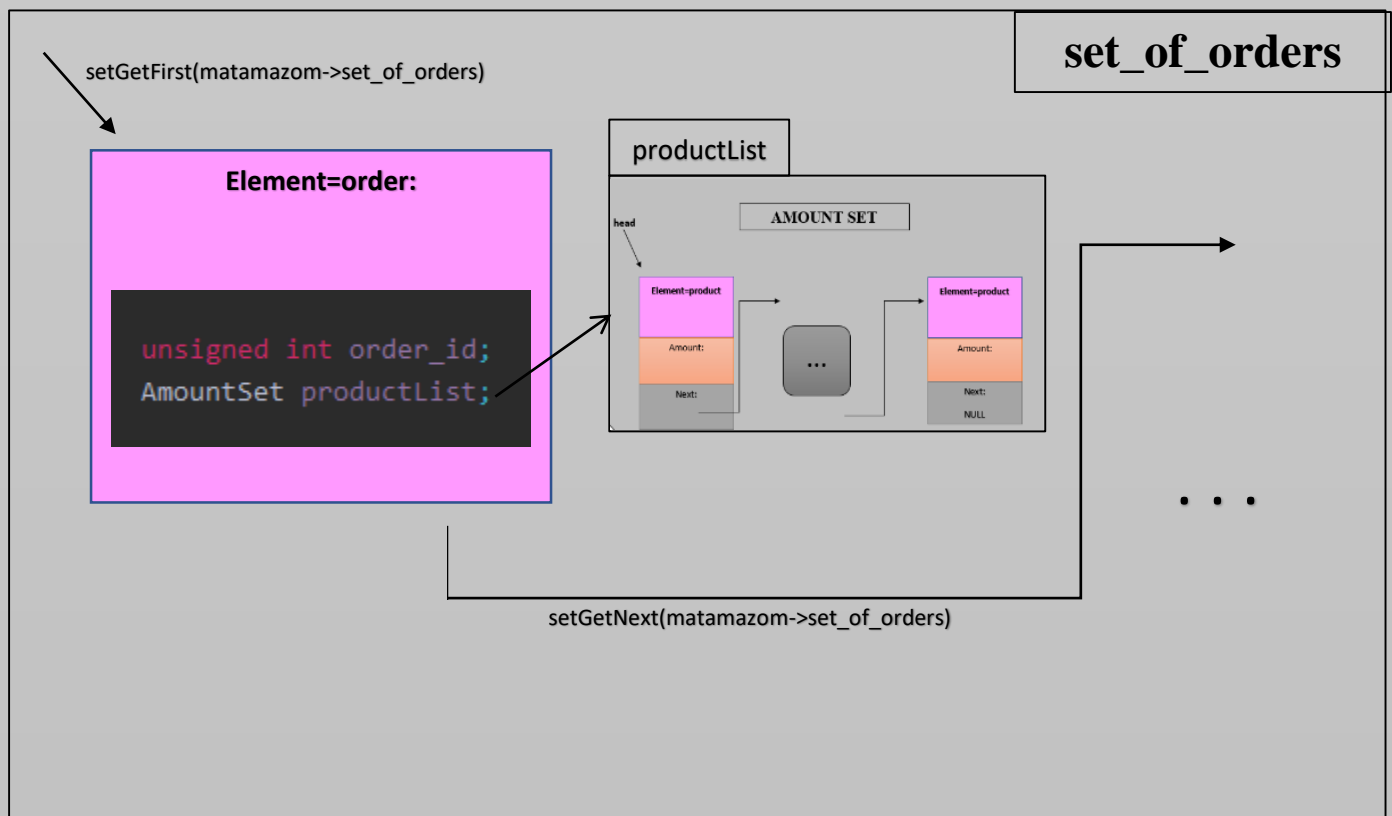 set_of_orders
setGetFirst(matamazom->set_of_orders)
Element=order:
unsigned int order_id;
AmountSet productList;
productList
AMOUNT SET
head
Element=product
Amount:
Next:
...
Element=product
Amount:
Next:
NULL
. . .
setGetNext(matamazom->set_of_orders)